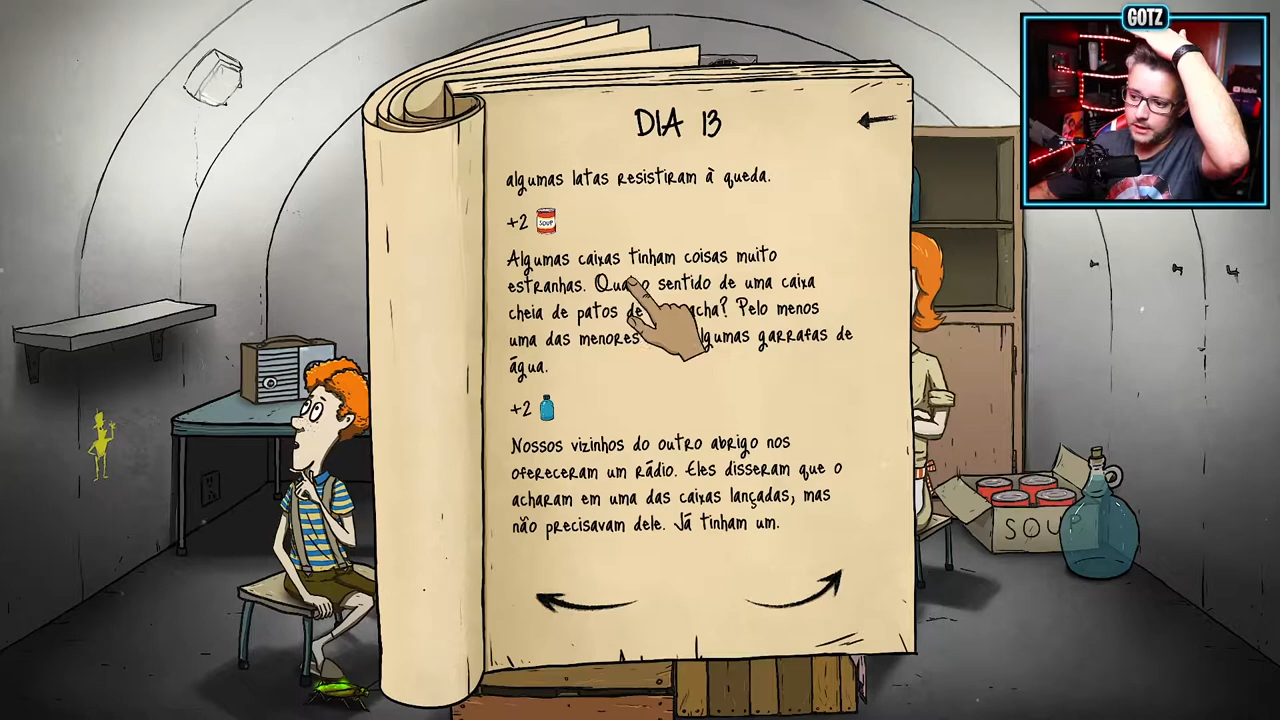 GOTZ
DIA 13
algumas latas resistiram à queda.
+2 SOUP
Algumas caixas tinham coisas muito
estranhas. Qua o sentido de uma caixa
cheia de patos de acha? Pelo menos
uma das menores lgumas garrafas de
água.
+2
Nossos vizinhos do outro abrigo nos
ofereceram um rádio. Eles disseram que o
acharam em uma das caixas lançadas, mas
não precisavam dele. Já tinham um.
SOUP
YouTube